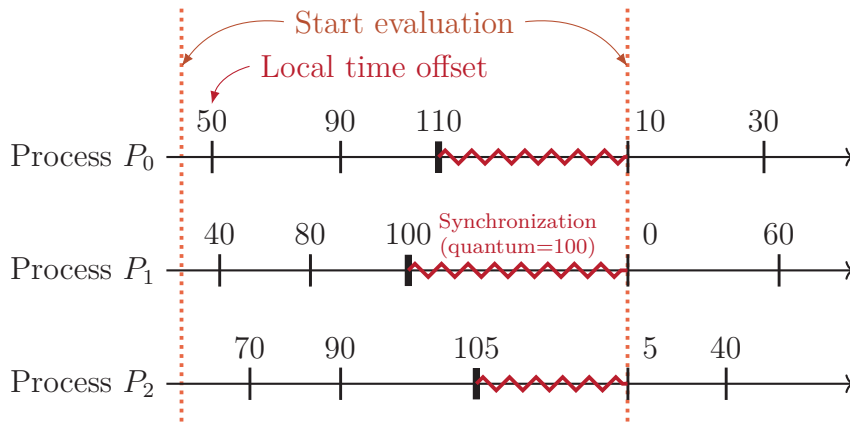 Start evaluation
Local time offset
50 90 110 10 30
Process P₀
40 80 100 Synchronization (quantum=100) 0 60
Process P₁
70 90 105 5 40
Process P₂